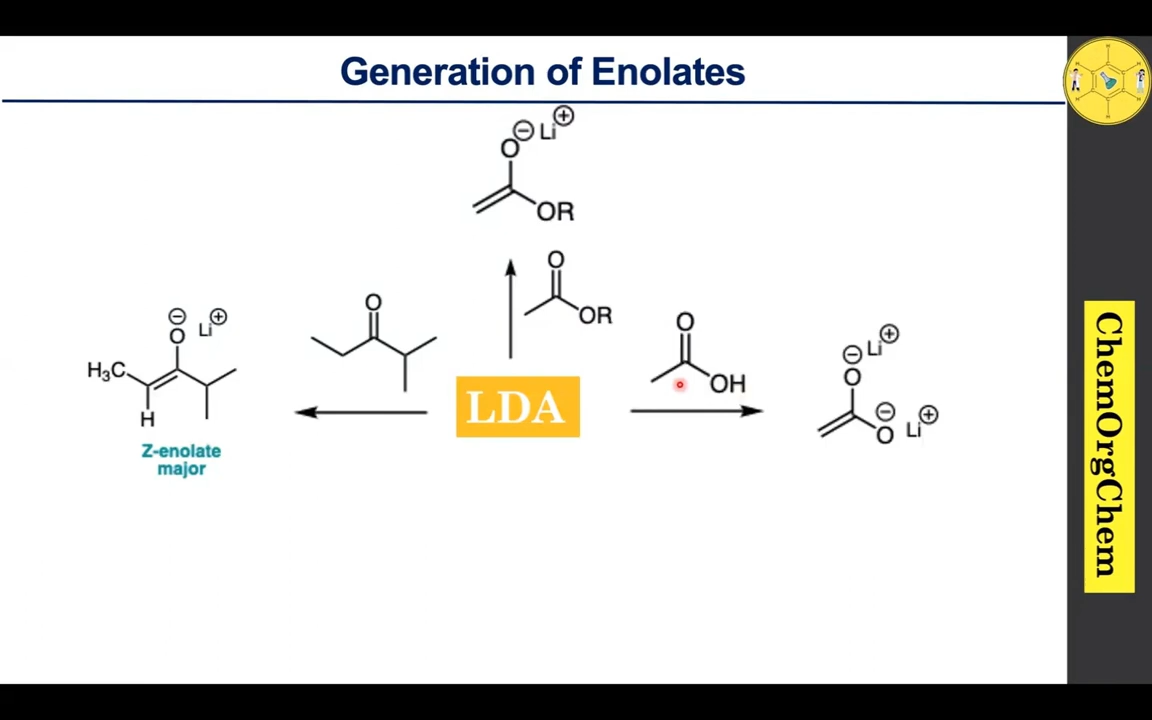 Generation of Enolates
O⊖ Li⊕
OR
O
OR
O
⊖
O Li⊕
H₃C
H
Z-enolate
major
LDA
O
OH
⊖ Li⊕
O
⊖
O Li⊕
ChemOrgChem